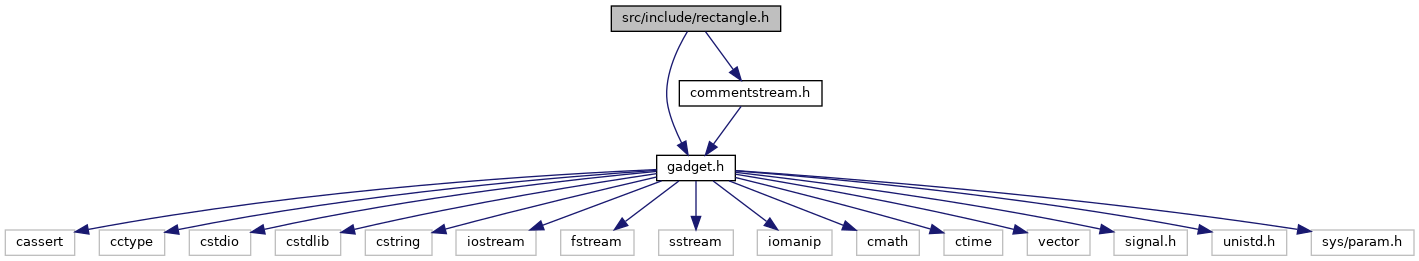 src/include/rectangle.h
commentstream.h
gadget.h
cassert
cctype
cstdio
cstdlib
cstring
iostream
fstream
sstream
iomanip
cmath
ctime
vector
signal.h
unistd.h
sys/param.h